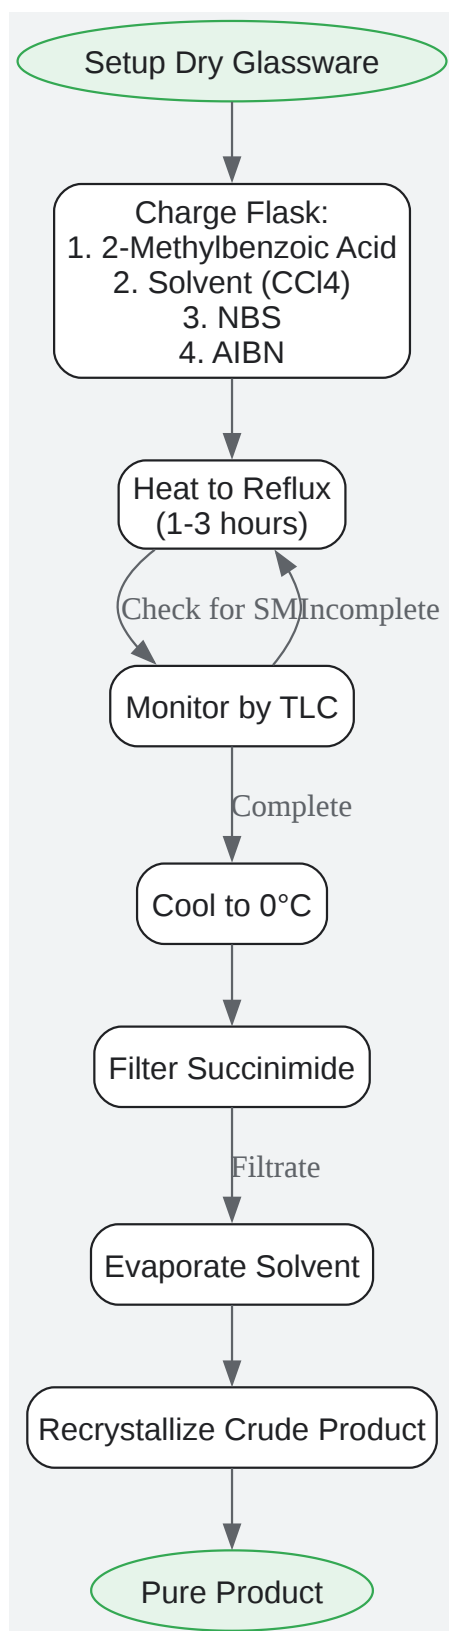 Setup Dry Glassware
Charge Flask:
1. 2-Methylbenzoic Acid
2. Solvent (CCl4)
3. NBS
4. AIBN
Heat to Reflux
(1-3 hours)
Check for SM
Incomplete
Monitor by TLC
Complete
Cool to 0°C
Filter Succinimide
Filtrate
Evaporate Solvent
Recrystallize Crude Product
Pure Product